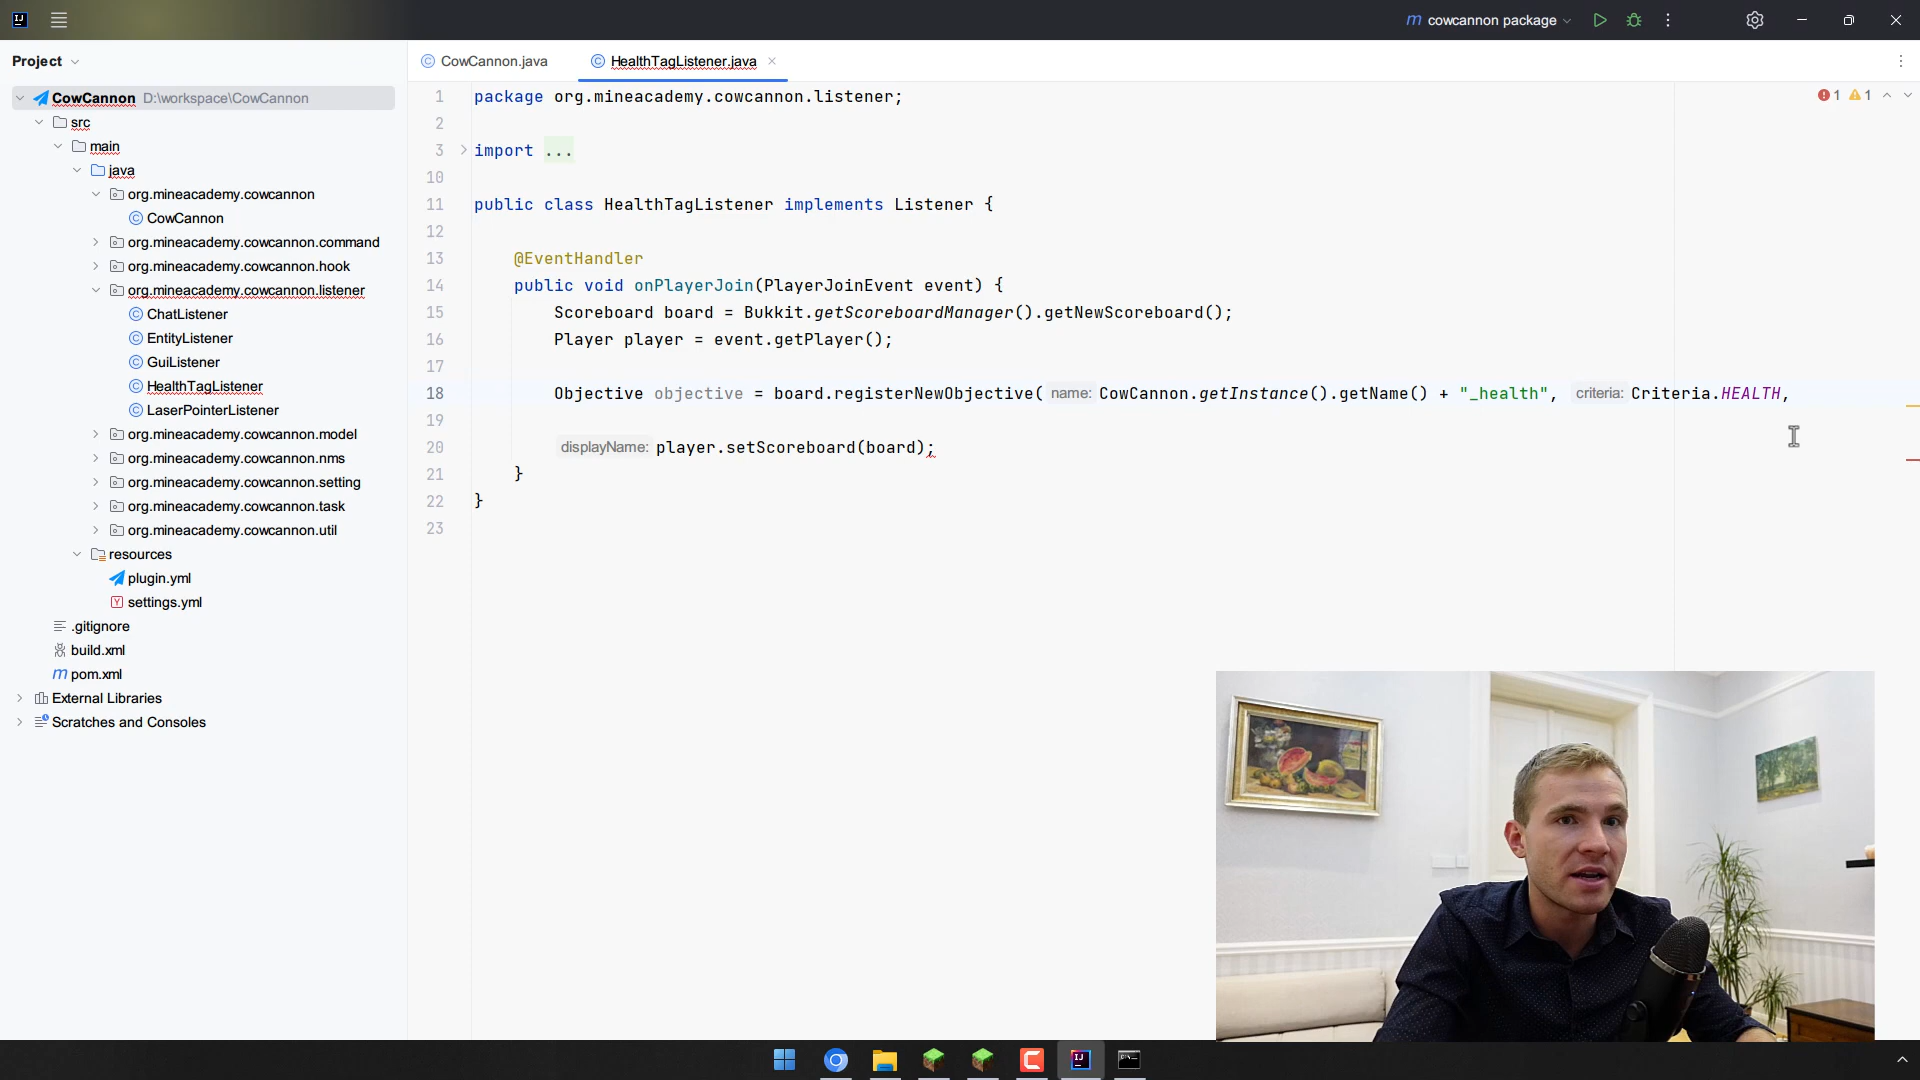 cowcannon package
Project
CowCannon D:\workspace\CowCannon
src
main
java
org.mineacademy.cowcannon
CowCannon
org.mineacademy.cowcannon.command
org.mineacademy.cowcannon.hook
org.mineacademy.cowcannon.listener
ChatListener
EntityListener
GuiListener
HealthTagListener
LaserPointerListener
org.mineacademy.cowcannon.model
org.mineacademy.cowcannon.nms
org.mineacademy.cowcannon.setting
org.mineacademy.cowcannon.task
org.mineacademy.cowcannon.util
resources
plugin.yml
settings.yml
.gitignore
build.xml
pom.xml
External Libraries
Scratches and Consoles
CowCannon.java HealthTagListener.java
1 1
1 package org.mineacademy.cowcannon.listener;
2
3 import ...
10
11 public class HealthTagListener implements Listener {
12
13 @EventHandler
14 public void onPlayerJoin(PlayerJoinEvent event) {
15 Scoreboard board = Bukkit.getScoreboardManager().getNewScoreboard();
16 Player player = event.getPlayer();
17
18 Objective objective = board.registerNewObjective( name: CowCannon.getInstance().getName() + "_health", criteria: Criteria.HEALTH,
19
20 displayName: player.setScoreboard(board);
21 }
22 }
23